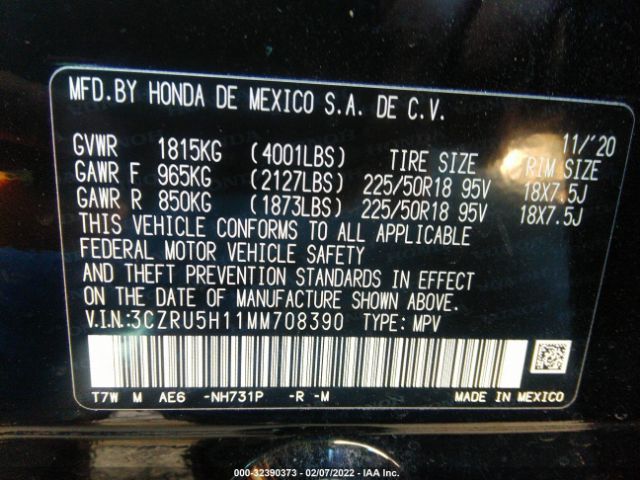 MFD.BY HONDA DE MEXICO S.A. DE C.V.
11/'20
GVWR 1815KG (4001LBS) TIRE SIZE RIM SIZE
GAWR F 965KG (2127LBS) 225/50R18 95V 18X7.5J
GAWR R 850KG (1873LBS) 225/50R18 95V 18X7.5J
THIS VEHICLE CONFORMS TO ALL APPLICABLE
FEDERAL MOTOR VEHICLE SAFETY
AND THEFT PREVENTION STANDARDS IN EFFECT
ON THE DATE OF MANUFACTURE SHOWN ABOVE.
V.I.N.:3CZRU5H11MM708390 TYPE: MPV
T7W M AE6 -NH731P -R -M MADE IN MEXICO
000-32390373 - 02/07/2022 - IAA Inc.